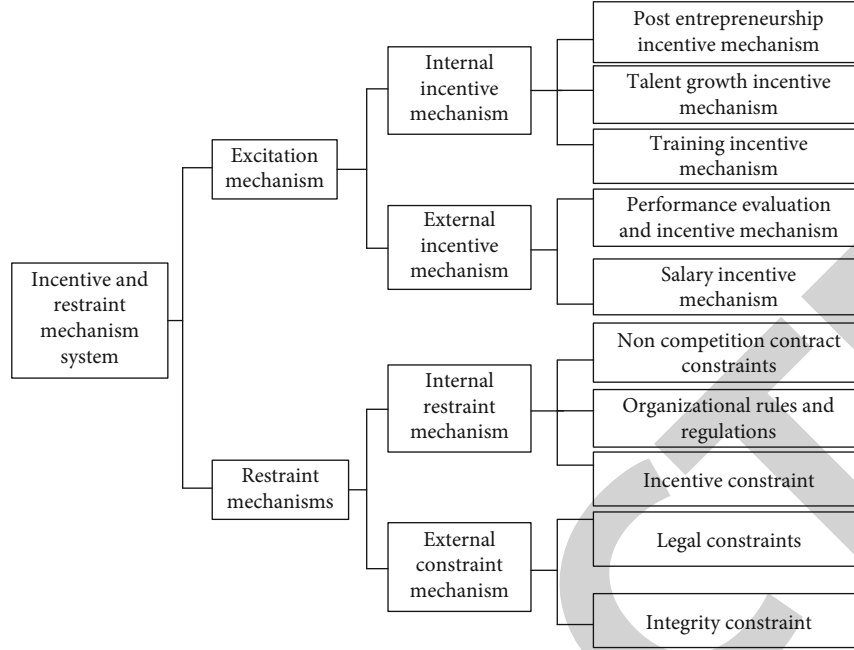 Incentive and
restraint
mechanism
system
Excitation
mechanism
Restraint
mechanisms
Internal
incentive
mechanism
External
incentive
mechanism
Internal
restraint
mechanism
External
constraint
mechanism
Post entrepreneurship
incentive mechanism
Talent growth incentive
mechanism
Training incentive
mechanism
Performance evaluation
and incentive mechanism
Salary incentive
mechanism
Non competition contract
constraints
Organizational rules and
regulations
Incentive constraint
Legal constraints
Integrity constraint